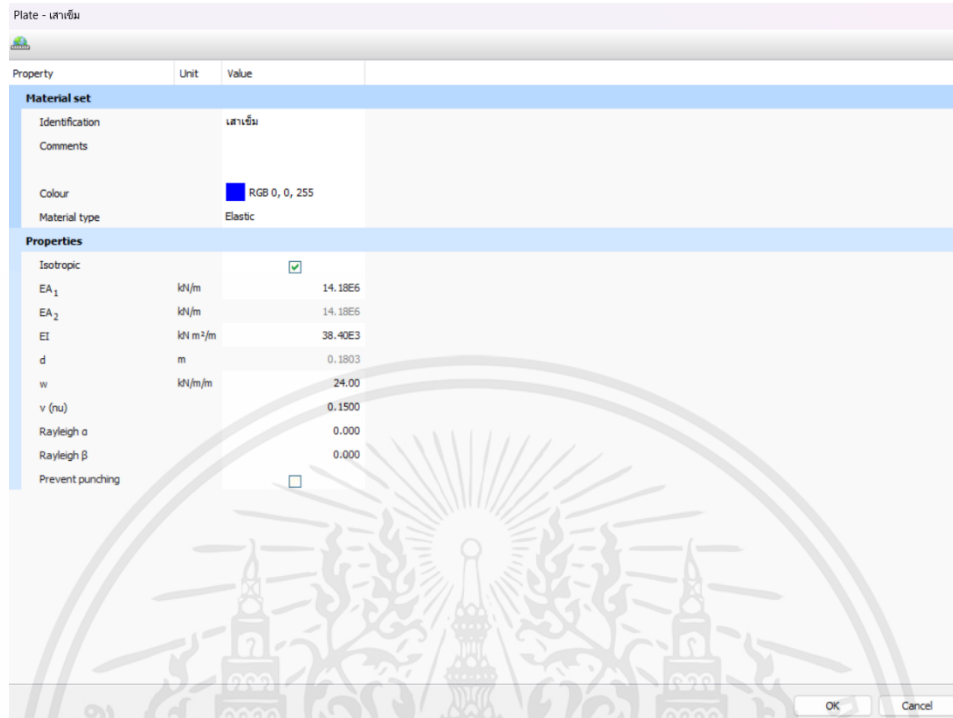 Plate - เสาเข็ม
Property Unit Value
Material set
Identification เสาเข็ม
Comments
Colour RGB 0, 0, 255
Material type Elastic
Properties
Isotropic
EA1 kN/m 14.18E6
EA2 kN/m 14.18E6
EI kN m²/m 38.40E3
d m 0.1803
w kN/m/m 24.00
ν (nu) 0.1500
Rayleigh α 0.000
Rayleigh β 0.000
Prevent punching
OK Cancel